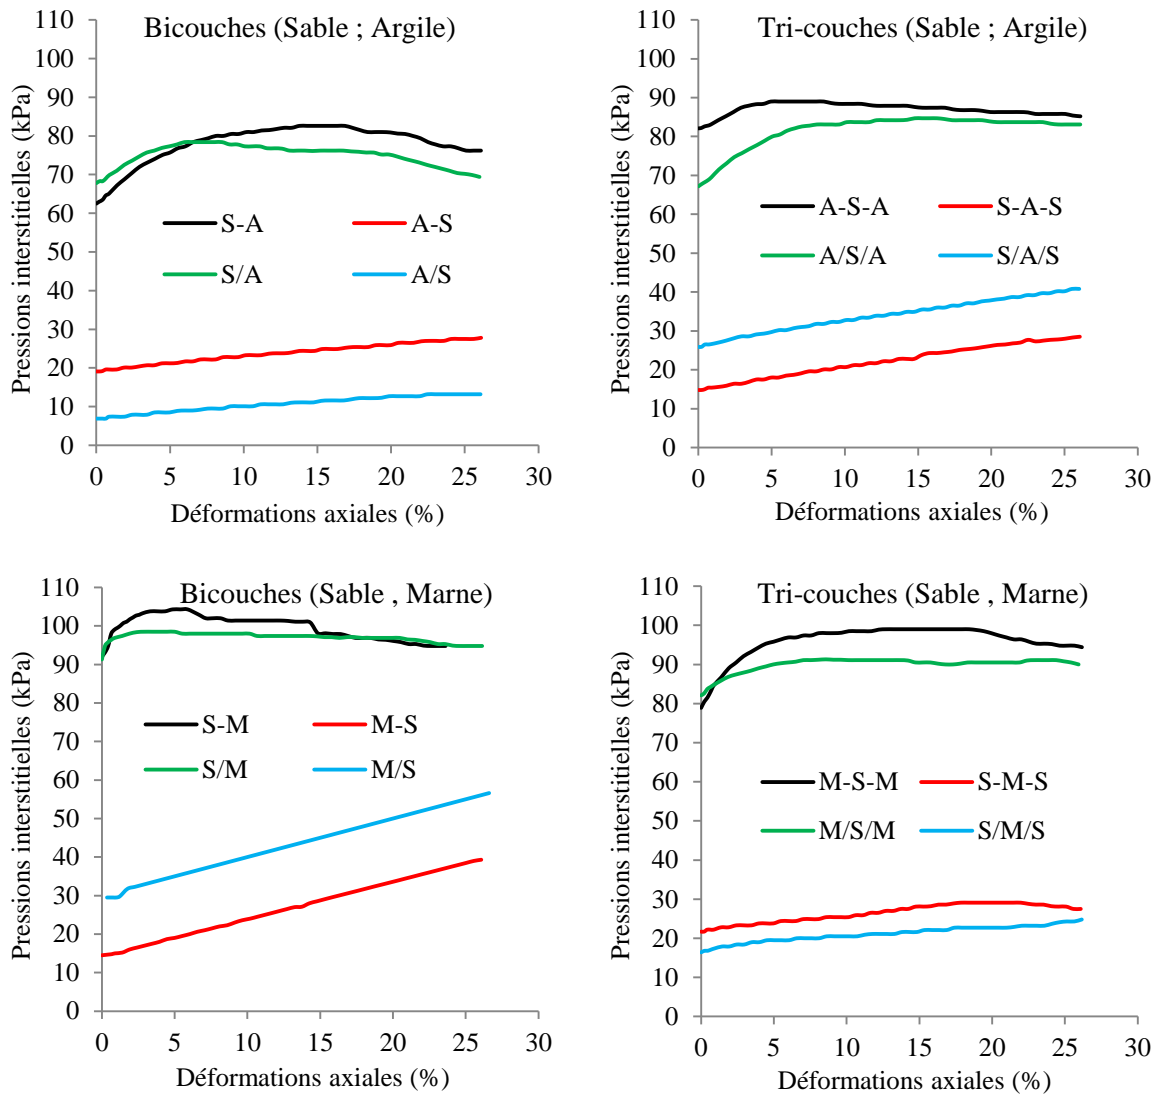 Bicouches (Sable ; Argile)
Pressions interstitielles (kPa)
110
100
90
80
70
60
50
40
30
20
10
0
S-A
A-S
S/A
A/S
0 5 10 15 20 25 30
Déformations axiales (%)
Tri-couches (Sable ; Argile)
Pressions interstitielles (kPa)
110
100
90
80
70
60
50
40
30
20
10
0
A-S-A
S-A-S
A/S/A
S/A/S
0 5 10 15 20 25 30
Déformations axiales (%)
Bicouches (Sable , Marne)
Pressions interstitielles (kPa)
110
100
90
80
70
60
50
40
30
20
10
0
S-M
M-S
S/M
M/S
0 5 10 15 20 25 30
Déformations axiales (%)
Tri-couches (Sable , Marne)
Pressions interstitielles (kPa)
110
100
90
80
70
60
50
40
30
20
10
0
M-S-M
S-M-S
M/S/M
S/M/S
0 5 10 15 20 25 30
Déformations axiales (%)